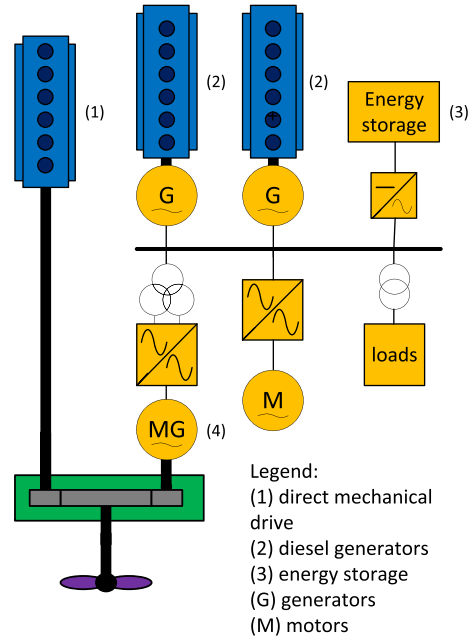 (1)
(2)
(2)
Energy
storage
(3)
G
G
loads
M
MG
(4)
Legend:
(1) direct mechanical
drive
(2) diesel generators
(3) energy storage
(G) generators
(M) motors